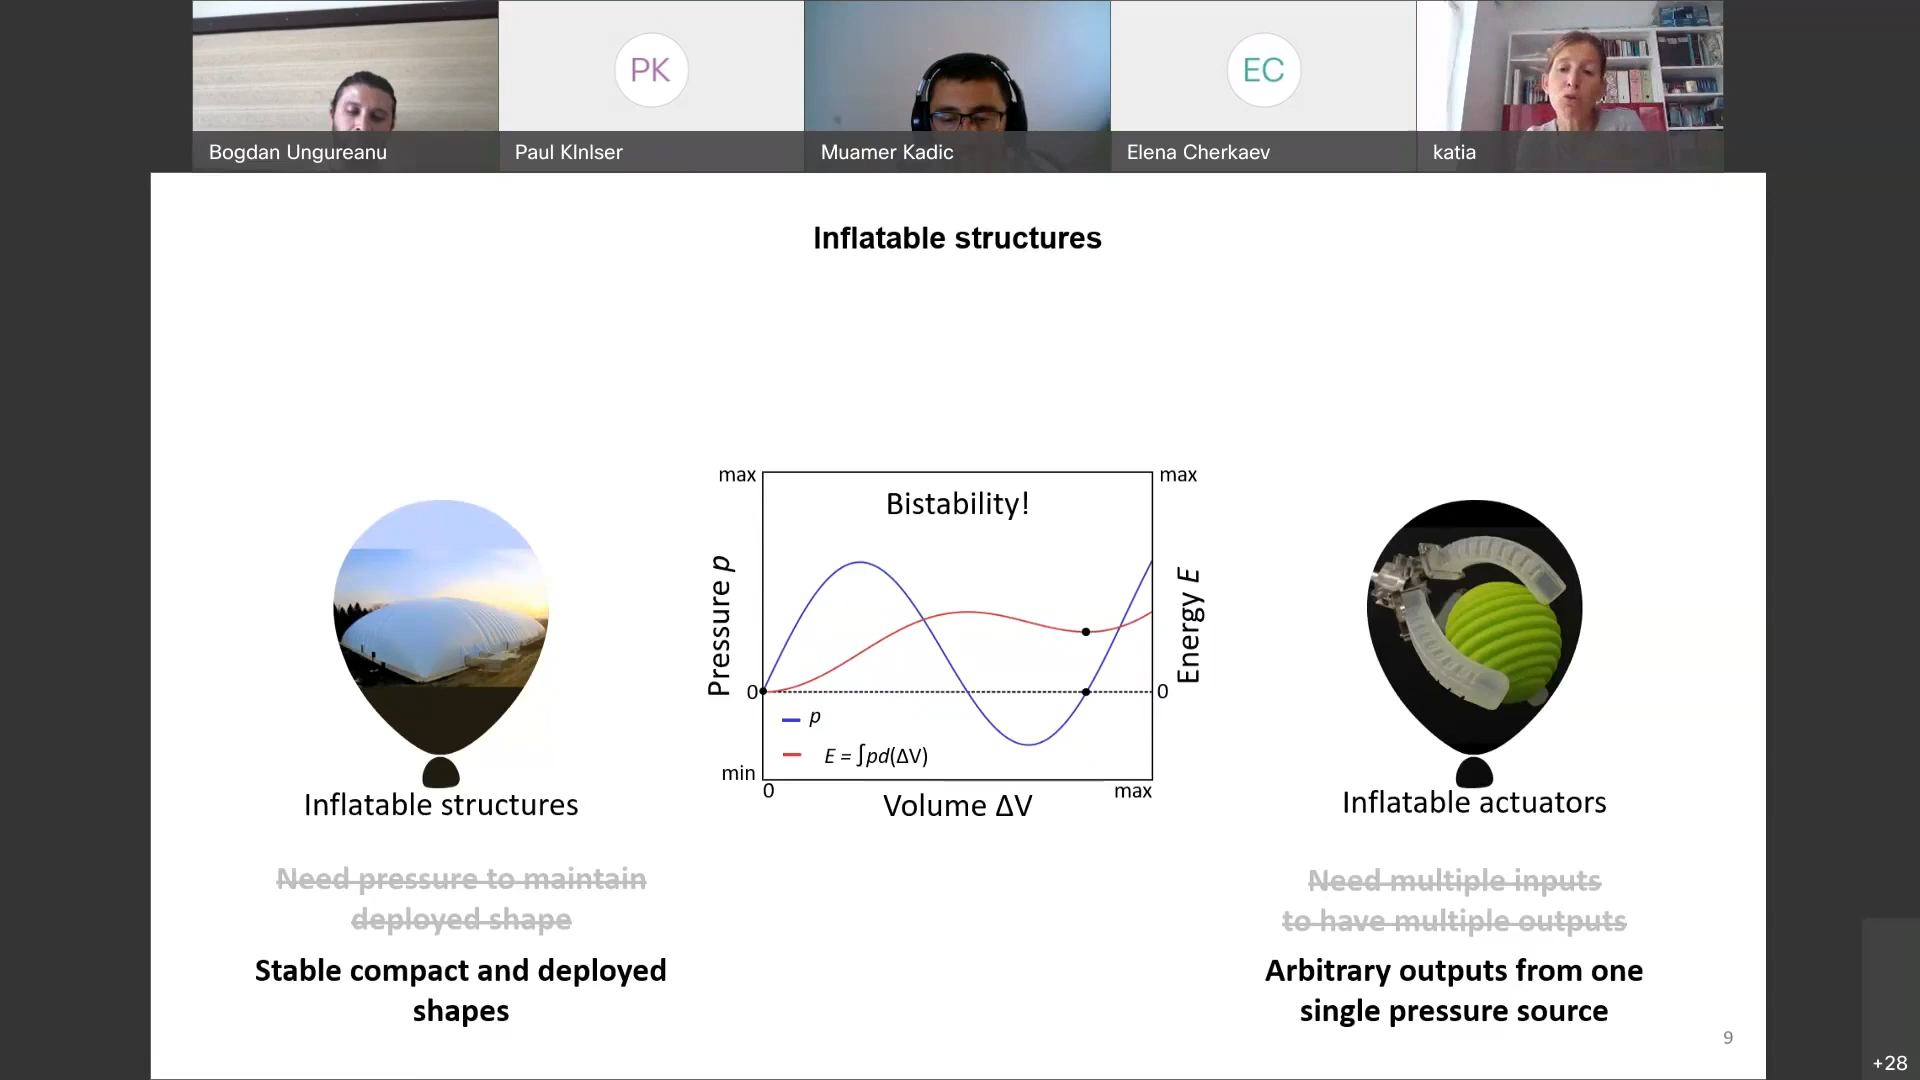 PK
EC
Bogdan Ungureanu
Paul KInlser
Muamer Kadic
Elena Cherkaev
katia
Inflatable structures
max
max
Bistability!
Pressure p
Energy E
0
0
p
E = ∫pd(ΔV)
min
0
max
Volume ΔV
Inflatable structures
Need pressure to maintain
deployed shape
Stable compact and deployed
shapes
Inflatable actuators
Need multiple inputs
to have multiple outputs
Arbitrary outputs from one
single pressure source
9
+28